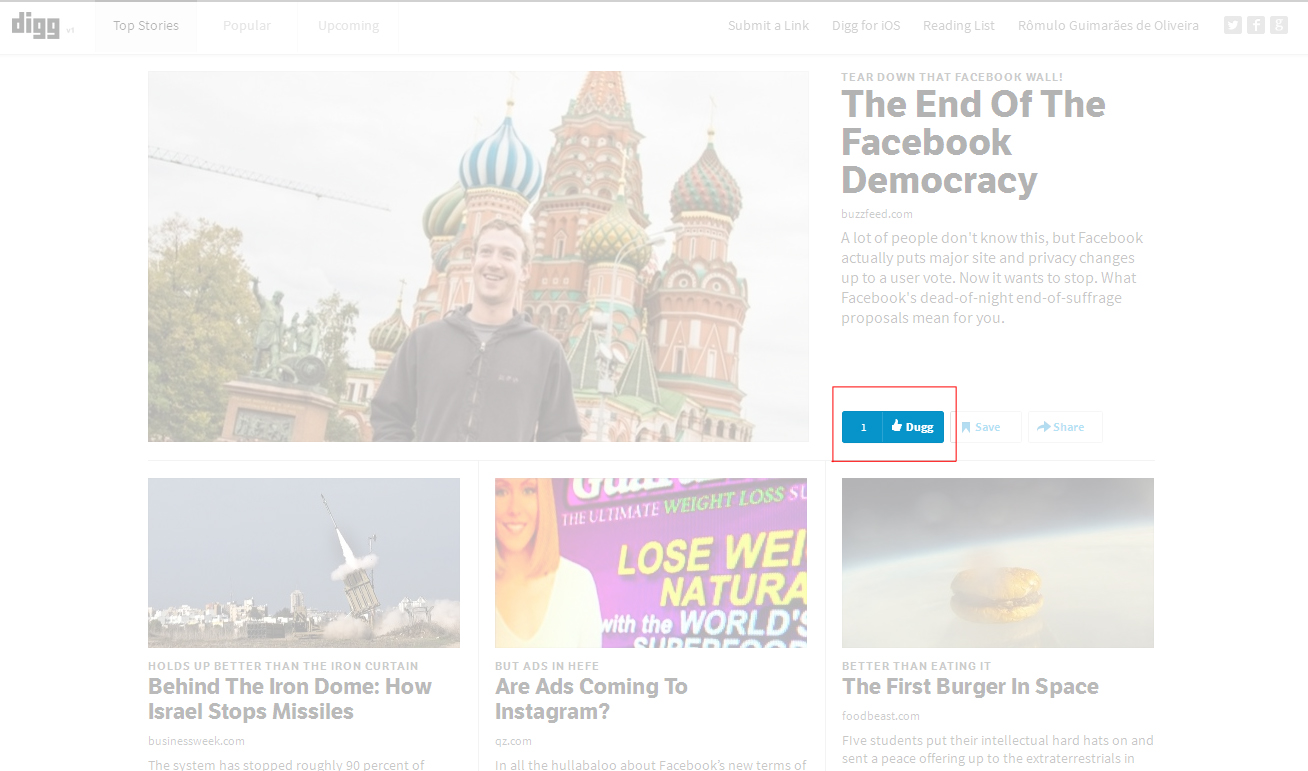 digg v1
Top Stories
Popular
Upcoming
Submit a Link
Digg for iOS
Reading List
Rômulo Guimarães de Oliveira
TEAR DOWN THAT FACEBOOK WALL!
The End Of The
Facebook
Democracy
buzzfeed.com
A lot of people don't know this, but Facebook
actually puts major site and privacy changes
up to a user vote. Now it wants to stop. What
Facebook's dead-of-night end-of-suffrage
proposals mean for you.
1
Dugg
Save
Share
THE ULTIMATE WEIGHT LOSS SU
LOSE WEI
NATURA
with the WORLD'S
SUPERFOOD
HOLDS UP BETTER THAN THE IRON CURTAIN
Behind The Iron Dome: How
Israel Stops Missiles
businessweek.com
The system has stopped roughly 90 percent of
BUT ADS IN HEFE
Are Ads Coming To
Instagram?
qz.com
In all the hullabaloo about Facebook's new terms of
BETTER THAN EATING IT
The First Burger In Space
foodbeast.com
Five students put their intellectual hard hats on and
sent a peace offering up to the extraterrestrials in